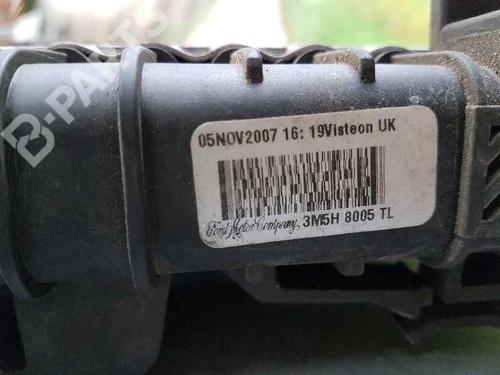 B-PARTS
05NOV2007 16: 19Visteon UK
Ford Motor Company 3M5H 8005 TL